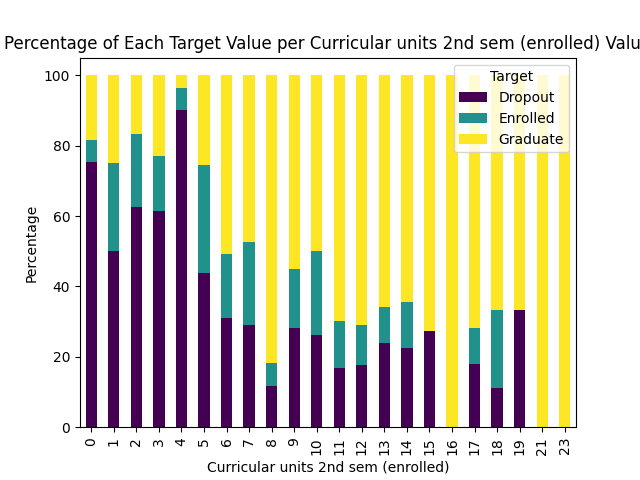 Percentage of Each Target Value per Curricular units 2nd sem (enrolled) Valu
Target
Dropout
Enrolled
Graduate
100
80
60
40
20
0
Percentage
0 1 2 3 4 5 6 7 8 9 10 11 12 13 14 15 16 17 18 19 21 23
Curricular units 2nd sem (enrolled)